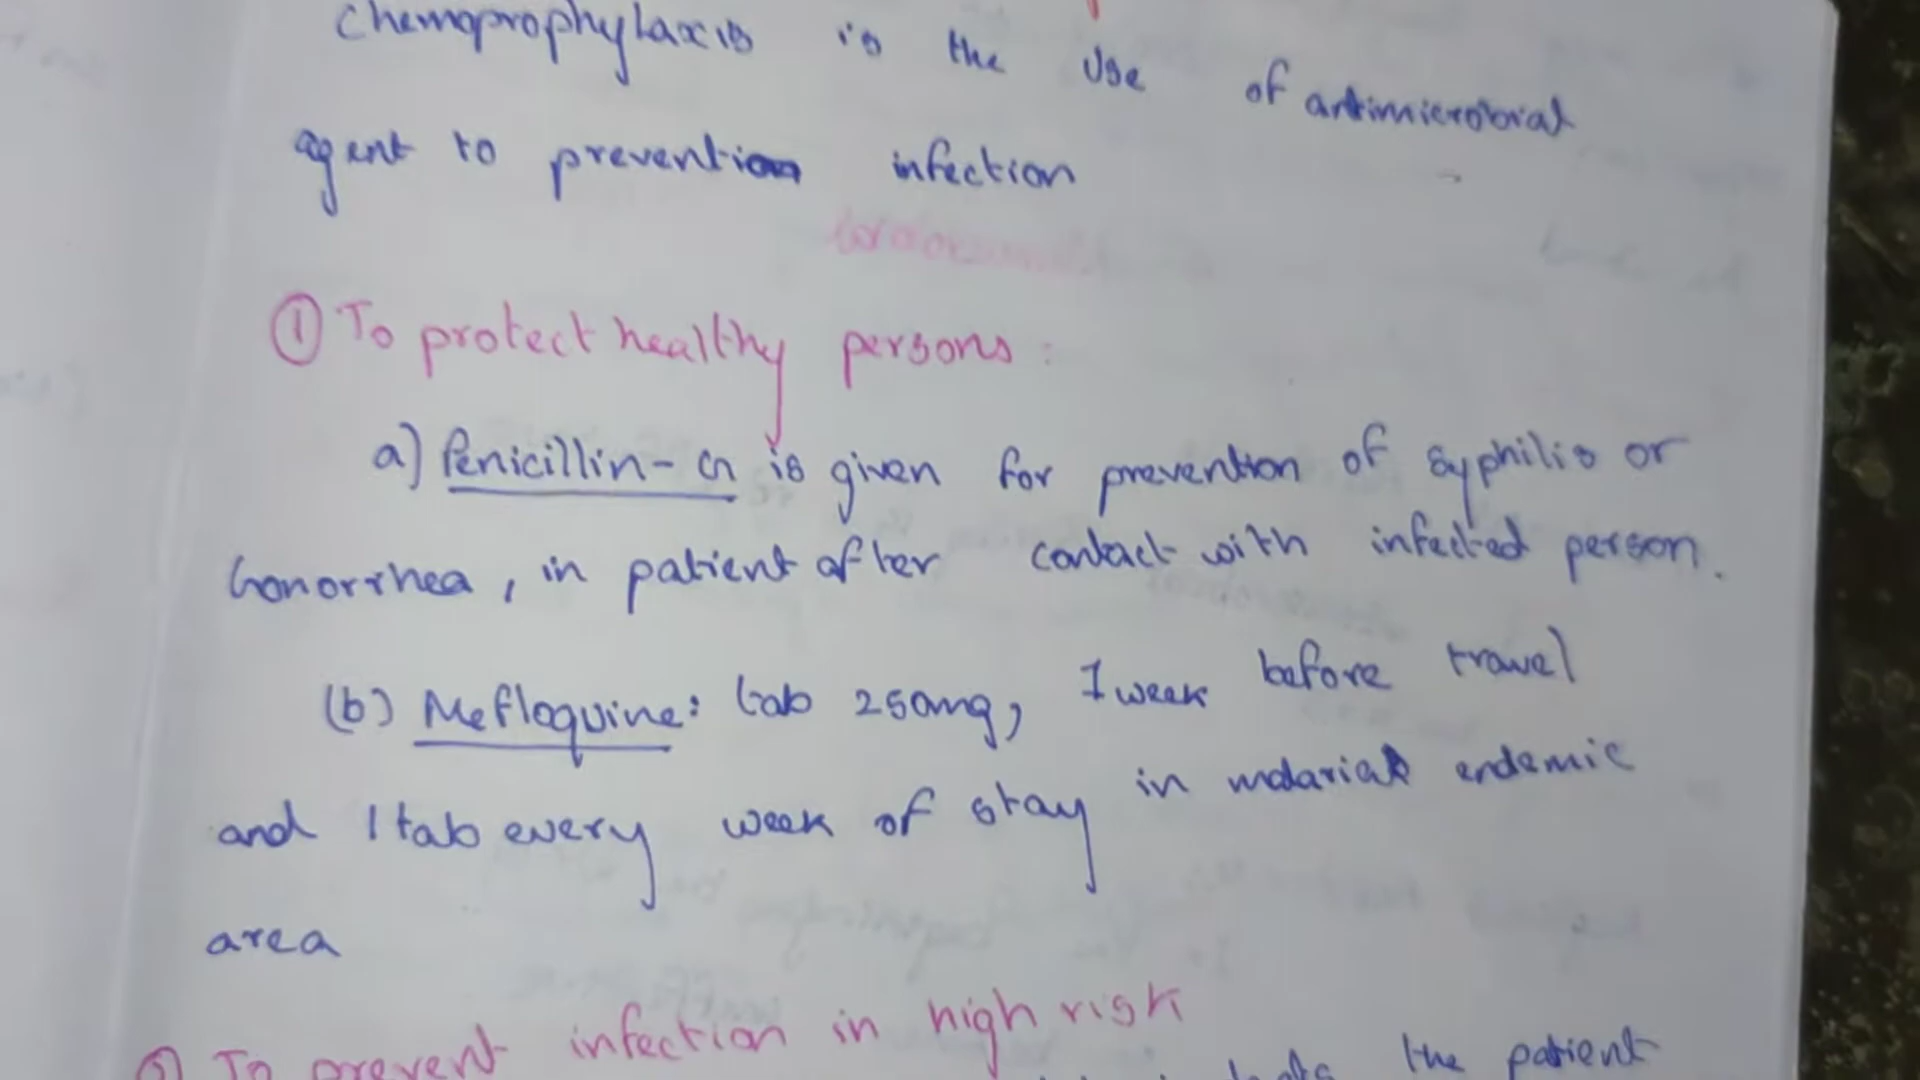 Chemoprophylaxis is the use of antimicrobial
agent to prevention infection
① To protect healthy persons:
a) Penicillin-G is given for prevention of syphilis or
Gonorrhea, in patient after contact with infected person.
(b) Mefloquine: tab 250mg, 1 week before travel
and 1 tab every week of stay in malarial endemic
area
To prevent infection in high risk
the patient